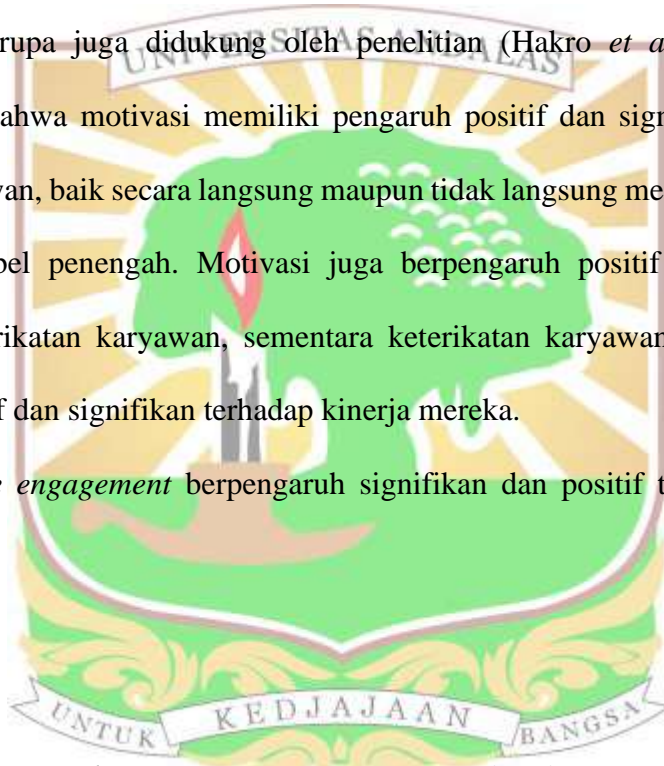 UNIVERSITAS ANDALAS
rupa juga didukung oleh penelitian (Hakro et a
ahwa motivasi memiliki pengaruh positif dan sign
van, baik secara langsung maupun tidak langsung me
bel penengah. Motivasi juga berpengaruh positif
rikatan karyawan, sementara keterikatan karyawan
f dan signifikan terhadap kinerja mereka.
engagement berpengaruh signifikan dan positif t
UNTUK KEDJAJAAN BANGSA